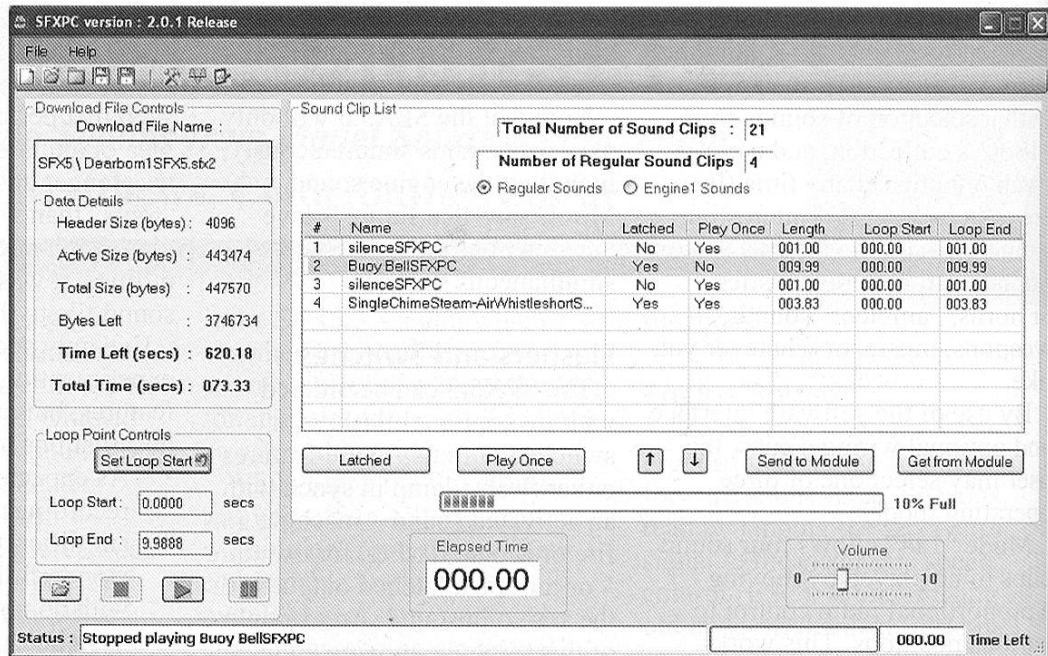 SFXPC version : 2.0.1 Release
File Help
Download File Controls
Download File Name :
SFX5 \ Dearborn1SFX5.sfx2
Data Details
Header Size (bytes) : 4096
Active Size (bytes) : 443474
Total Size (bytes) : 447570
Bytes Left : 3746734
Time Left (secs) : 620.18
Total Time (secs) : 073.33
Loop Point Controls
Set Loop Start
Loop Start : 0.0000 secs
Loop End : 9.9888 secs
Sound Clip List
Total Number of Sound Clips : 21
Number of Regular Sound Clips 4
Regular Sounds Engine1 Sounds
# Name Latched Play Once Length Loop Start Loop End
1 silenceSFXPC No Yes 001.00 000.00 001.00
2 Buoy BellSFXPC Yes No 009.99 000.00 009.99
3 silenceSFXPC No Yes 001.00 000.00 001.00
4 SingleChimeSteam-AirWhistleshortS... Yes Yes 003.83 000.00 003.83
Latched Play Once ↑ ↓ Send to Module Get from Module
10% Full
Elapsed Time
000.00
Volume
0 10
Status : Stopped playing Buoy BellSFXPC 000.00 Time Left